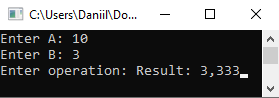 C:\Users\Daniil\Do...
Enter A: 10
Enter B: 3
Enter operation: Result: 3,333